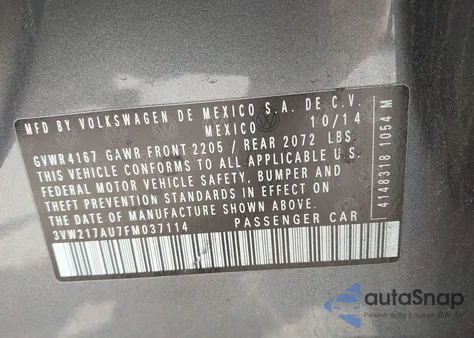 MFD BY VOLKSWAGEN DE MEXICO S.A. DE C.V.
MEXICO 10/14
GVWR4167 GAWR FRONT 2205 / REAR 2072 LBS
THIS VEHICLE CONFORMS TO ALL APPLICABLE U.S.
FEDERAL MOTOR VEHICLE SAFETY, BUMPER AND
THEFT PREVENTION STANDARDS IN EFFECT ON
THE DATE OF MANUFACTURE SHOWN ABOVE.
3VW217AU7FM037114 PASSENGER CAR
4148318 1054 M
autoSnap